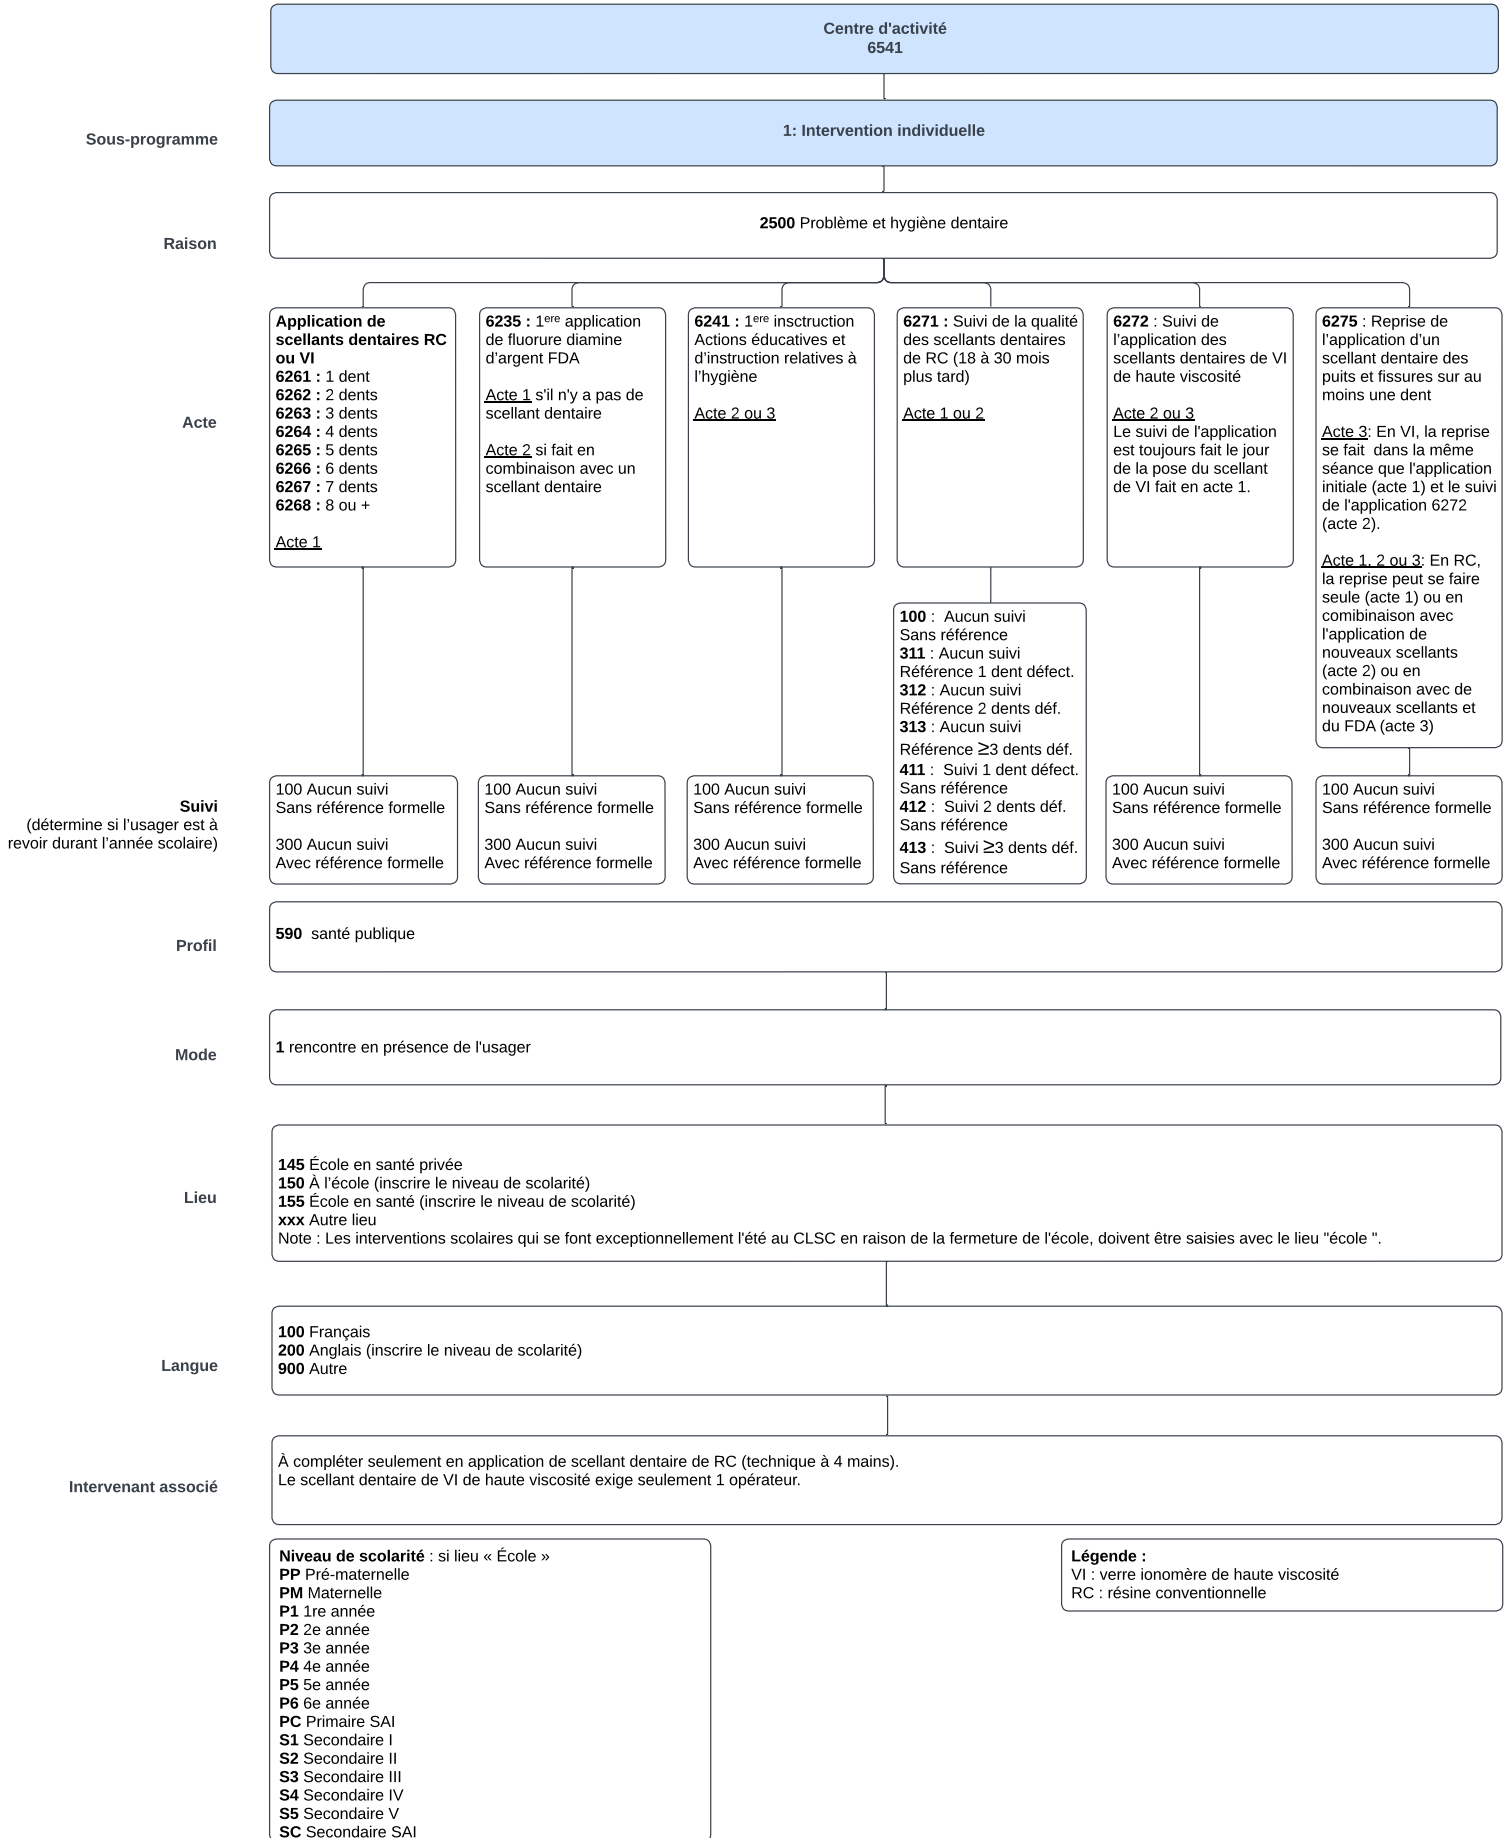 Centre d'activité
6541
Sous-programme
1: Intervention individuelle
Raison
2500 Problème et hygiène dentaire
Acte
Application de
scellants dentaires RC
ou VI
6261 : 1 dent
6262 : 2 dents
6263 : 3 dents
6264 : 4 dents
6265 : 5 dents
6266 : 6 dents
6267 : 7 dents
6268 : 8 ou +
Acte 1
6235 : 1ere application
de fluorure diamine
d’argent FDA
Acte 1 s'il n'y a pas de
scellant dentaire
Acte 2 si fait en
combinaison avec un
scellant dentaire
6241 : 1ere insctruction
Actions éducatives et
d’instruction relatives à
l’hygiène
Acte 2 ou 3
6271 : Suivi de la qualité
des scellants dentaires
de RC (18 à 30 mois
plus tard)
Acte 1 ou 2
6272 : Suivi de
l’application des
scellants dentaires de VI
de haute viscosité
Acte 2 ou 3
Le suivi de l'application
est toujours fait le jour
de la pose du scellant
de VI fait en acte 1.
6275 : Reprise de
l’application d’un
scellant dentaire des
puits et fissures sur au
moins une dent
Acte 3: En VI, la reprise
se fait  dans la même
séance que l'application
initiale (acte 1) et le suivi
de l'application 6272
(acte 2).
Acte 1, 2 ou 3: En RC,
la reprise peut se faire
seule (acte 1) ou en
comibinaison avec
l'application de
nouveaux scellants
(acte 2) ou en
combinaison avec de
nouveaux scellants et
du FDA (acte 3)
Suivi
(détermine si l’usager est à
revoir durant l’année scolaire)
100 Aucun suivi
Sans référence formelle
300 Aucun suivi
Avec référence formelle
100 Aucun suivi
Sans référence formelle
300 Aucun suivi
Avec référence formelle
100 Aucun suivi
Sans référence formelle
300 Aucun suivi
Avec référence formelle
100 :  Aucun suivi
Sans référence
311 : Aucun suivi
Référence 1 dent défect.
312 : Aucun suivi
Référence 2 dents déf.
313 : Aucun suivi
Référence ≥3 dents déf.
411 :  Suivi 1 dent défect.
Sans référence
412 :  Suivi 2 dents déf.
Sans référence
413 :  Suivi ≥3 dents déf.
Sans référence
100 Aucun suivi
Sans référence formelle
300 Aucun suivi
Avec référence formelle
100 Aucun suivi
Sans référence formelle
300 Aucun suivi
Avec référence formelle
Profil
590  santé publique
Mode
1 rencontre en présence de l'usager
Lieu
145 École en santé privée
150 À l’école (inscrire le niveau de scolarité)
155 École en santé (inscrire le niveau de scolarité)
xxx Autre lieu
Note : Les interventions scolaires qui se font exceptionnellement l'été au CLSC en raison de la fermeture de l'école, doivent être saisies avec le lieu "école ".
Langue
100 Français
200 Anglais (inscrire le niveau de scolarité)
900 Autre
Intervenant associé
À compléter seulement en application de scellant dentaire de RC (technique à 4 mains).
Le scellant dentaire de VI de haute viscosité exige seulement 1 opérateur.
Niveau de scolarité : si lieu « École »
PP Pré-maternelle
PM Maternelle
P1 1re année
P2 2e année
P3 3e année
P4 4e année
P5 5e année
P6 6e année
PC Primaire SAI
S1 Secondaire I
S2 Secondaire II
S3 Secondaire III
S4 Secondaire IV
S5 Secondaire V
SC Secondaire SAI
Légende :
VI : verre ionomère de haute viscosité
RC : résine conventionnelle